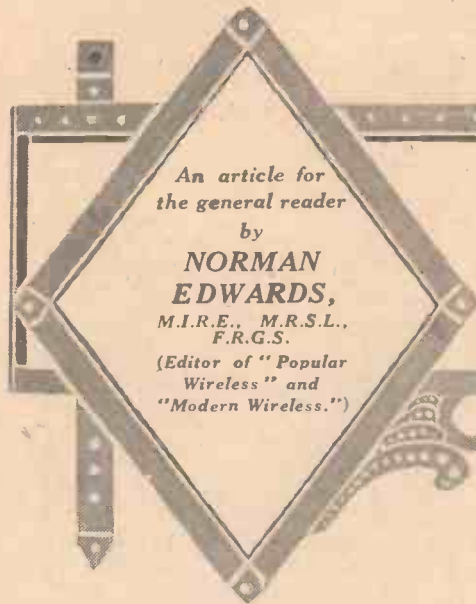 An article for
the general reader
by
NORMAN
EDWARDS,
M.I.R.E., M.R.S.L.,
F.R.G.S.
(Editor of "Popular
Wireless" and
"Modern Wireless.")